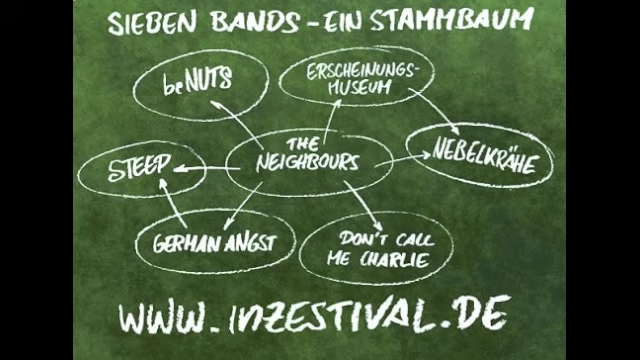 SIEBEN BANDS - EIN STAMMBAUM
beNUTS
ERSCHEINUNGS-
MUSEUM
THE
NEIGHBOURS
STEEP
NEBELKRÄHE
GERMAN ANGST
DON'T CALL
ME CHARLIE
WWW.INZESTIVAL.DE